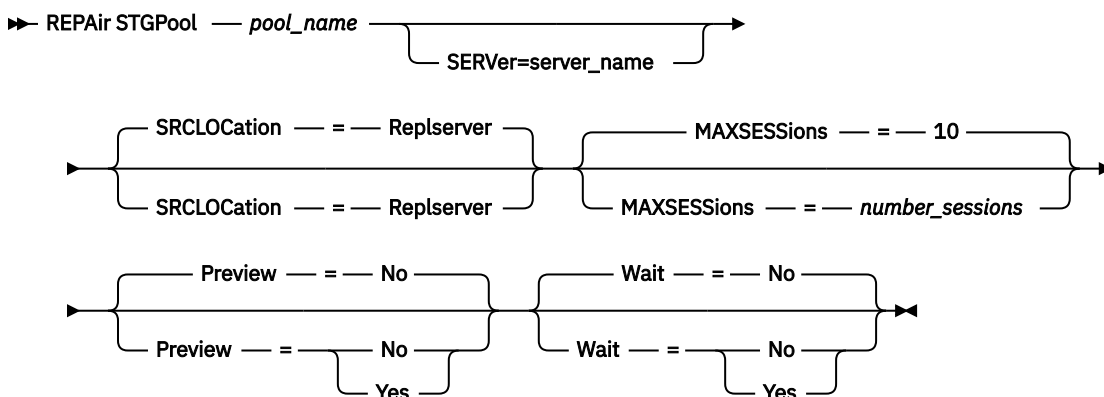 REPAir STGPool — pool_name
SERVer=server_name
SRCLOCation — = — Replserver
MAXSESSions — = — 10
SRCLOCation — = — Replserver
MAXSESSions — = — number_sessions
Preview — = — No
Wait — = — No
Preview — = — No
Wait — = — No
Yes
Yes